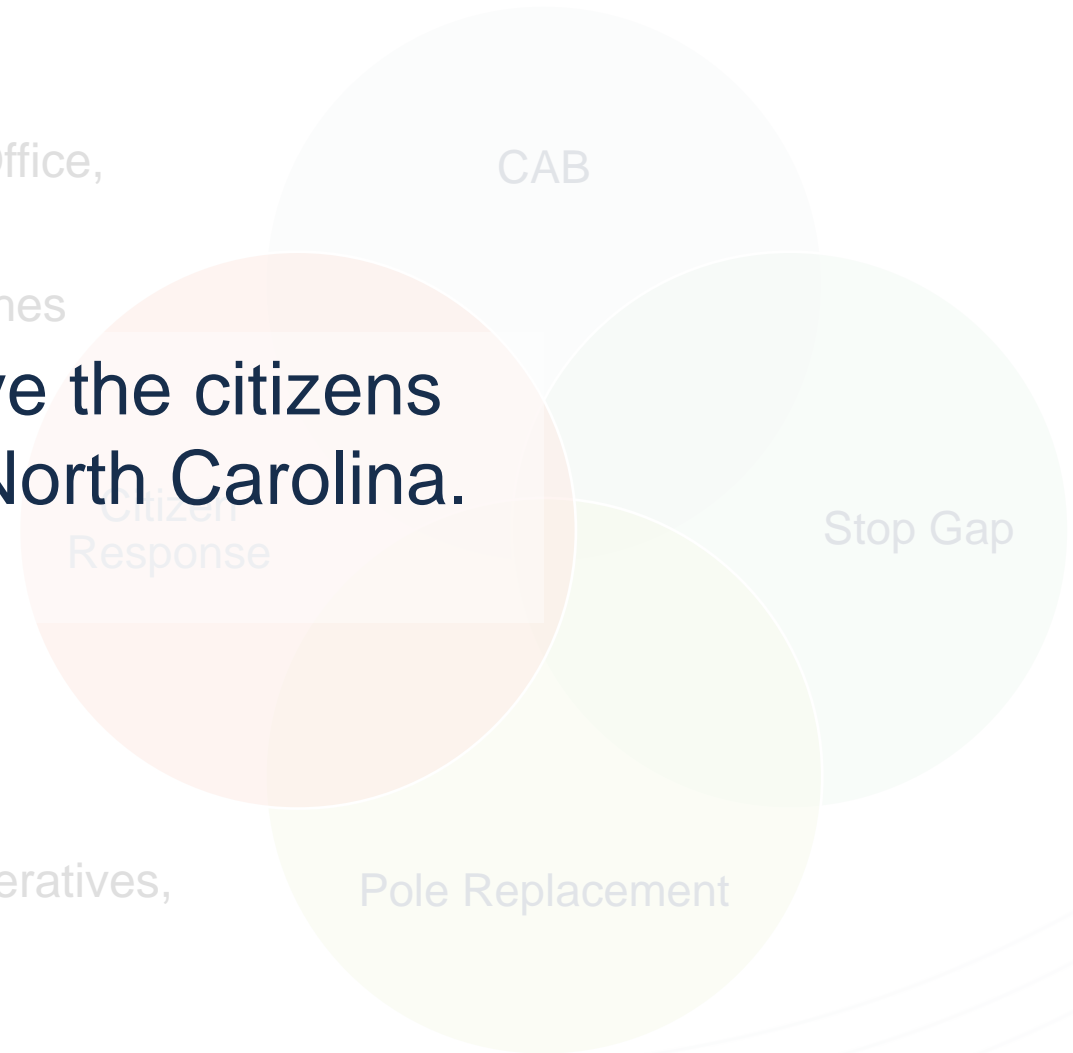 ffice,
CAB
nes
ve the citizens
North Carolina.
Citizen
Response
Stop Gap
eratives,
Pole Replacement